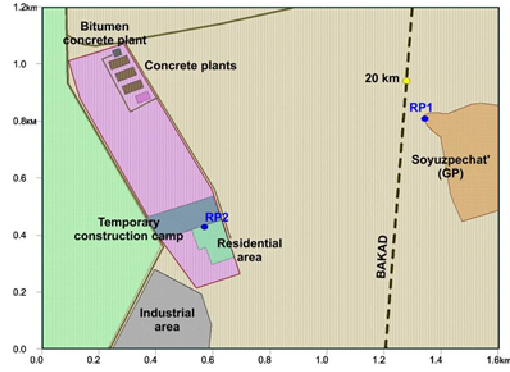 1.2km
Bitumen
concrete plant
1.0
Concrete plants
20 km
RP1
0.8км
Soyuzpechat'
(GP)
0.6
Temporary
construction camp
RP2
0.4
Residential
area
BAKAD
0.2
Industrial
area
0.0
0.0
0.2
0.4
0.6
0.8
1.0
1.2
1.4
1.6km